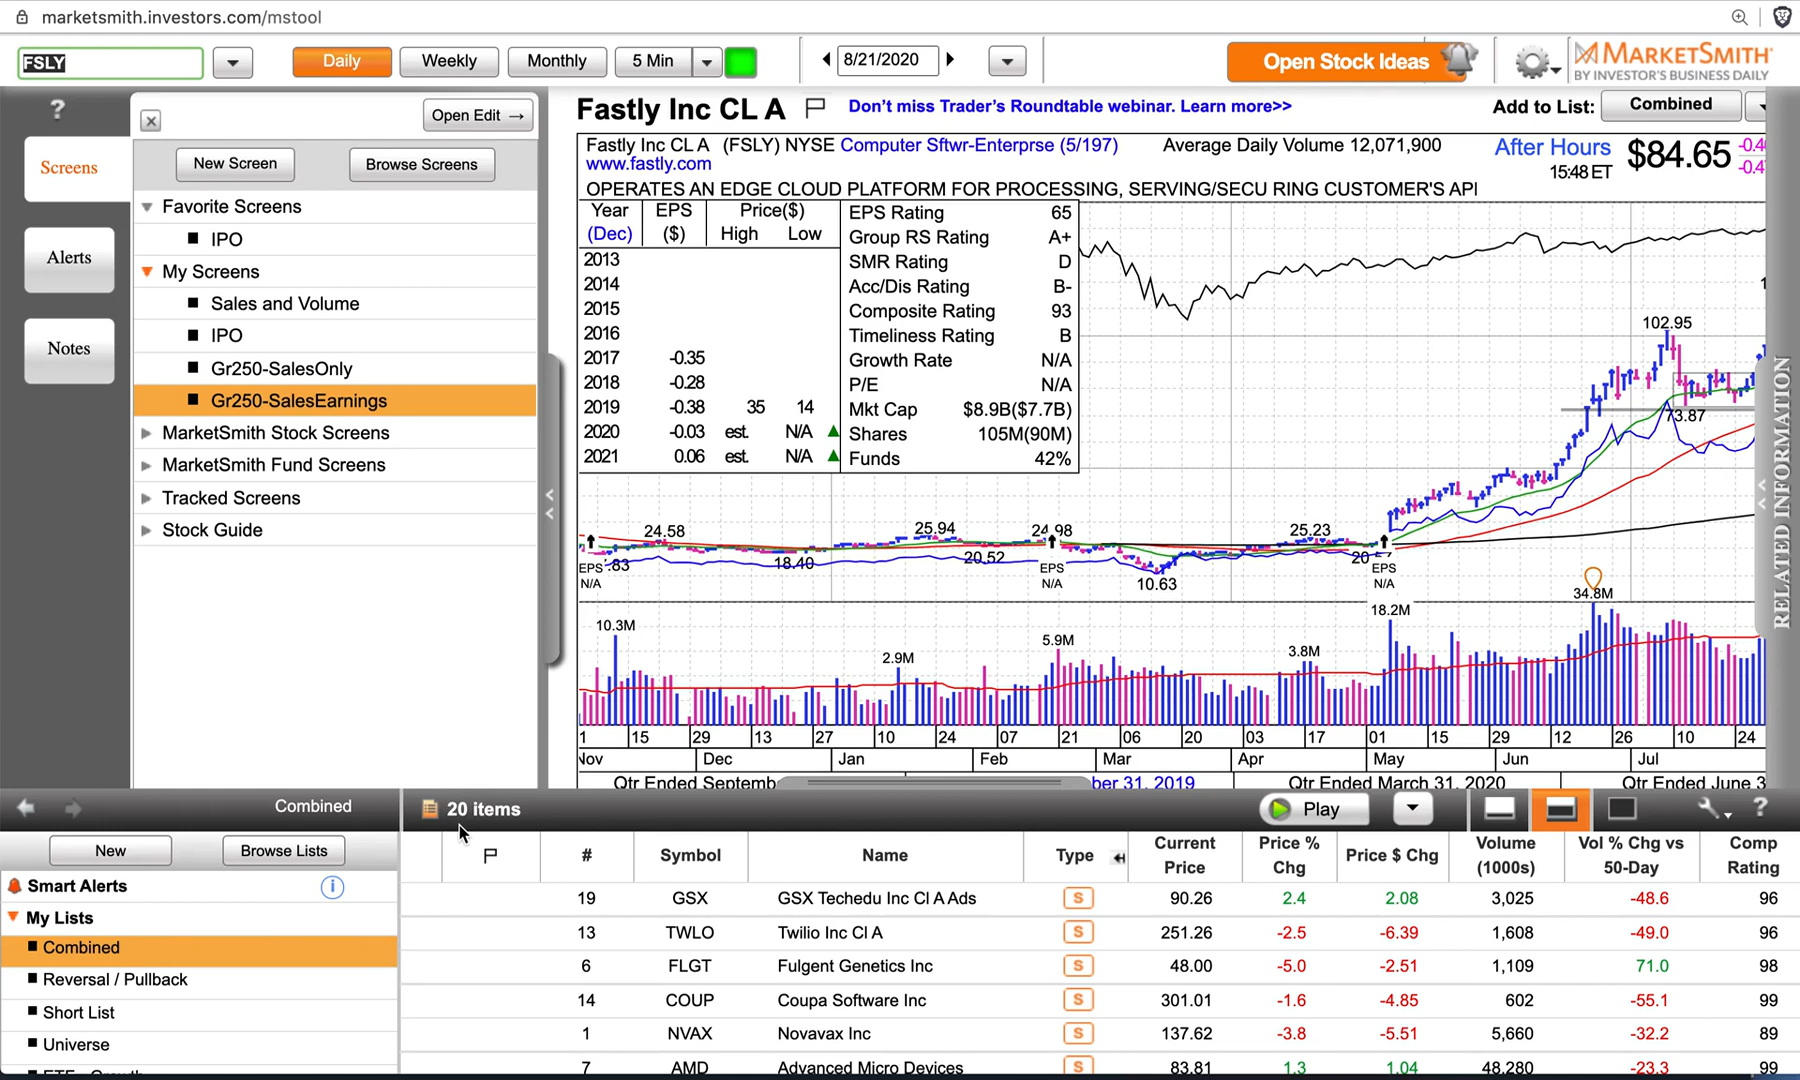 marketsmith.investors.com/mstool
FSLY
Daily
Weekly
Monthly
5 Min
8/21/2020
Open Stock Ideas
MARKETSMITH
BY INVESTOR'S BUSINESS DAILY
?
Screens
Alerts
Notes
Open Edit →
New Screen
Browse Screens
Favorite Screens
IPO
My Screens
Sales and Volume
IPO
Gr250-SalesOnly
Gr250-SalesEarnings
MarketSmith Stock Screens
MarketSmith Fund Screens
Tracked Screens
Stock Guide
Fastly Inc CL A
Don't miss Trader's Roundtable webinar. Learn more>>
Add to List:
Combined
Fastly Inc CL A (FSLY) NYSE Computer Sftwr-Enterprse (5/197)
Average Daily Volume 12,071,900
After Hours
$84.65
15:48 ET
www.fastly.com
OPERATES AN EDGE CLOUD PLATFORM FOR PROCESSING, SERVING/SECU RING CUSTOMER'S API
Year EPS Price($)
(Dec) ($) High Low
2013
2014
2015
2016
2017 -0.35
2018 -0.28
2019 -0.38 35 14
2020 -0.03 est. N/A
2021 0.06 est. N/A
EPS Rating 65
Group RS Rating A+
SMR Rating D
Acc/Dis Rating B-
Composite Rating 93
Timeliness Rating B
Growth Rate N/A
P/E N/A
Mkt Cap $8.9B($7.7B)
Shares 105M(90M)
Funds 42%
102.95
73.87
24.58
25.94
24.98
25.23
.83
18.40
20.52
10.63
EPS
N/A
EPS
N/A
EPS
N/A
10.3M
2.9M
5.9M
3.8M
18.2M
34.8M
1 15 29 13 27 10 24 07 21 06 20 03 17 01 15 29 12 26 10 24
Nov Dec Jan Feb Mar Apr May Jun Jul
Qtr Ended Septemb
ber 31, 2019
Qtr Ended March 31, 2020
Qtr Ended June 3
RELATED INFORMATION
Combined
20 items
Play
?
New
Browse Lists
Smart Alerts
i
My Lists
Combined
Reversal / Pullback
Short List
Universe
# Symbol Name Type Current Price Price % Chg Price $ Chg Volume (1000s) Vol % Chg vs 50-Day Comp Rating
19 GSX GSX Techedu Inc Cl A Ads S 90.26 2.4 2.08 3,025 -48.6 96
13 TWLO Twilio Inc Cl A S 251.26 -2.5 -6.39 1,608 -49.0 96
6 FLGT Fulgent Genetics Inc S 48.00 -5.0 -2.51 1,109 71.0 98
14 COUP Coupa Software Inc S 301.01 -1.6 -4.85 602 -55.1 99
1 NVAX Novavax Inc S 137.62 -3.8 -5.51 5,660 -32.2 89
7 AMD Advanced Micro Devices S 83.81 1.3 1.04 48,280 -23.3 99